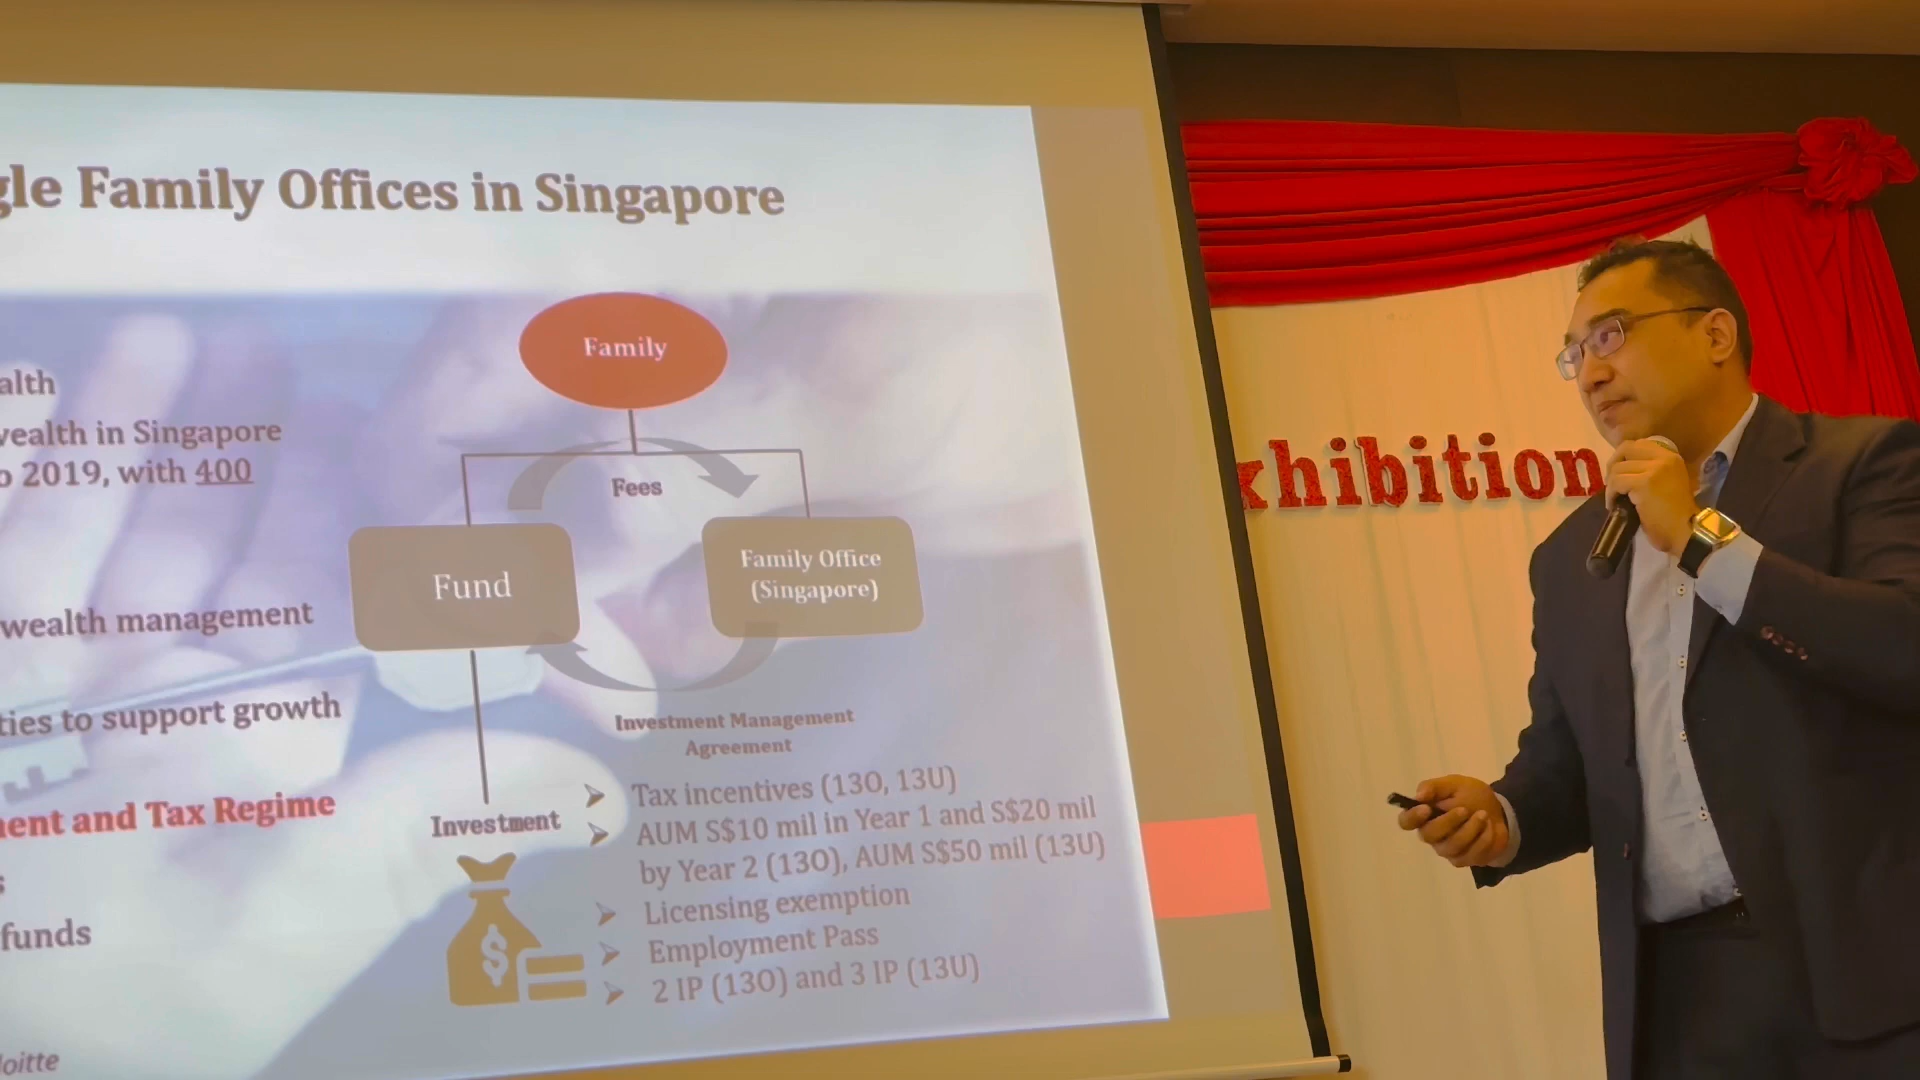 gle Family Offices in Singapore
alth
wealth in Singapore
o 2019, with 400
wealth management
ties to support growth
ment and Tax Regime
s
funds
loitte
Family
Fees
Fund
Family Office
(Singapore)
Investment Management
Agreement
Investment
$
➢ Tax incentives (13O, 13U)
➢ AUM S$10 mil in Year 1 and S$20 mil
by Year 2 (13O), AUM S$50 mil (13U)
➢ Licensing exemption
➢ Employment Pass
➢ 2 IP (13O) and 3 IP (13U)
xhibition